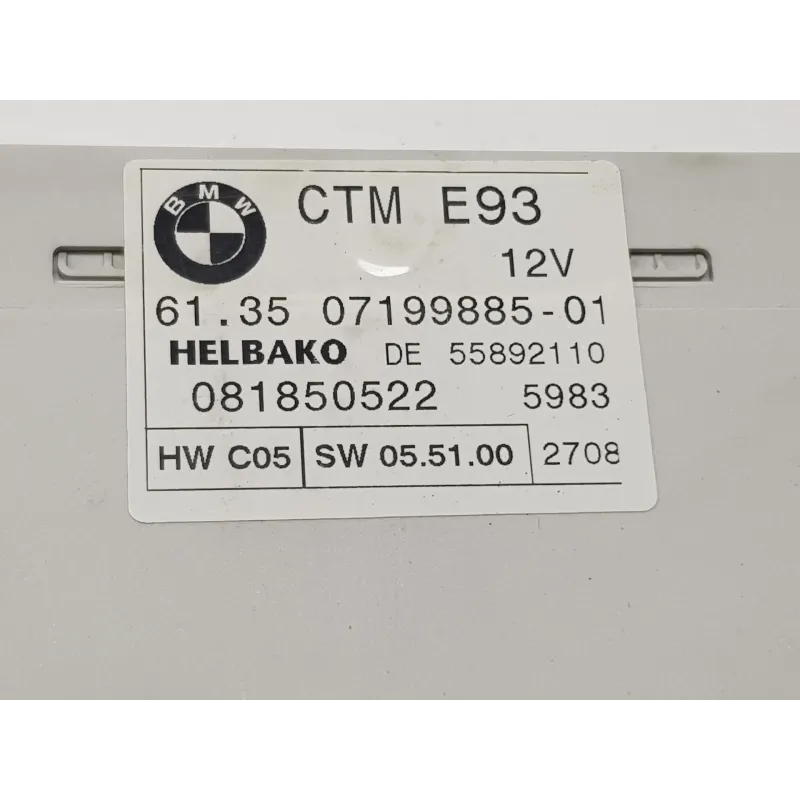 BMW
CTM E93
12V
61.35 07199885-01
HELBAKO DE 55892110
081850522 5983
HW C05 SW 05.51.00 2708